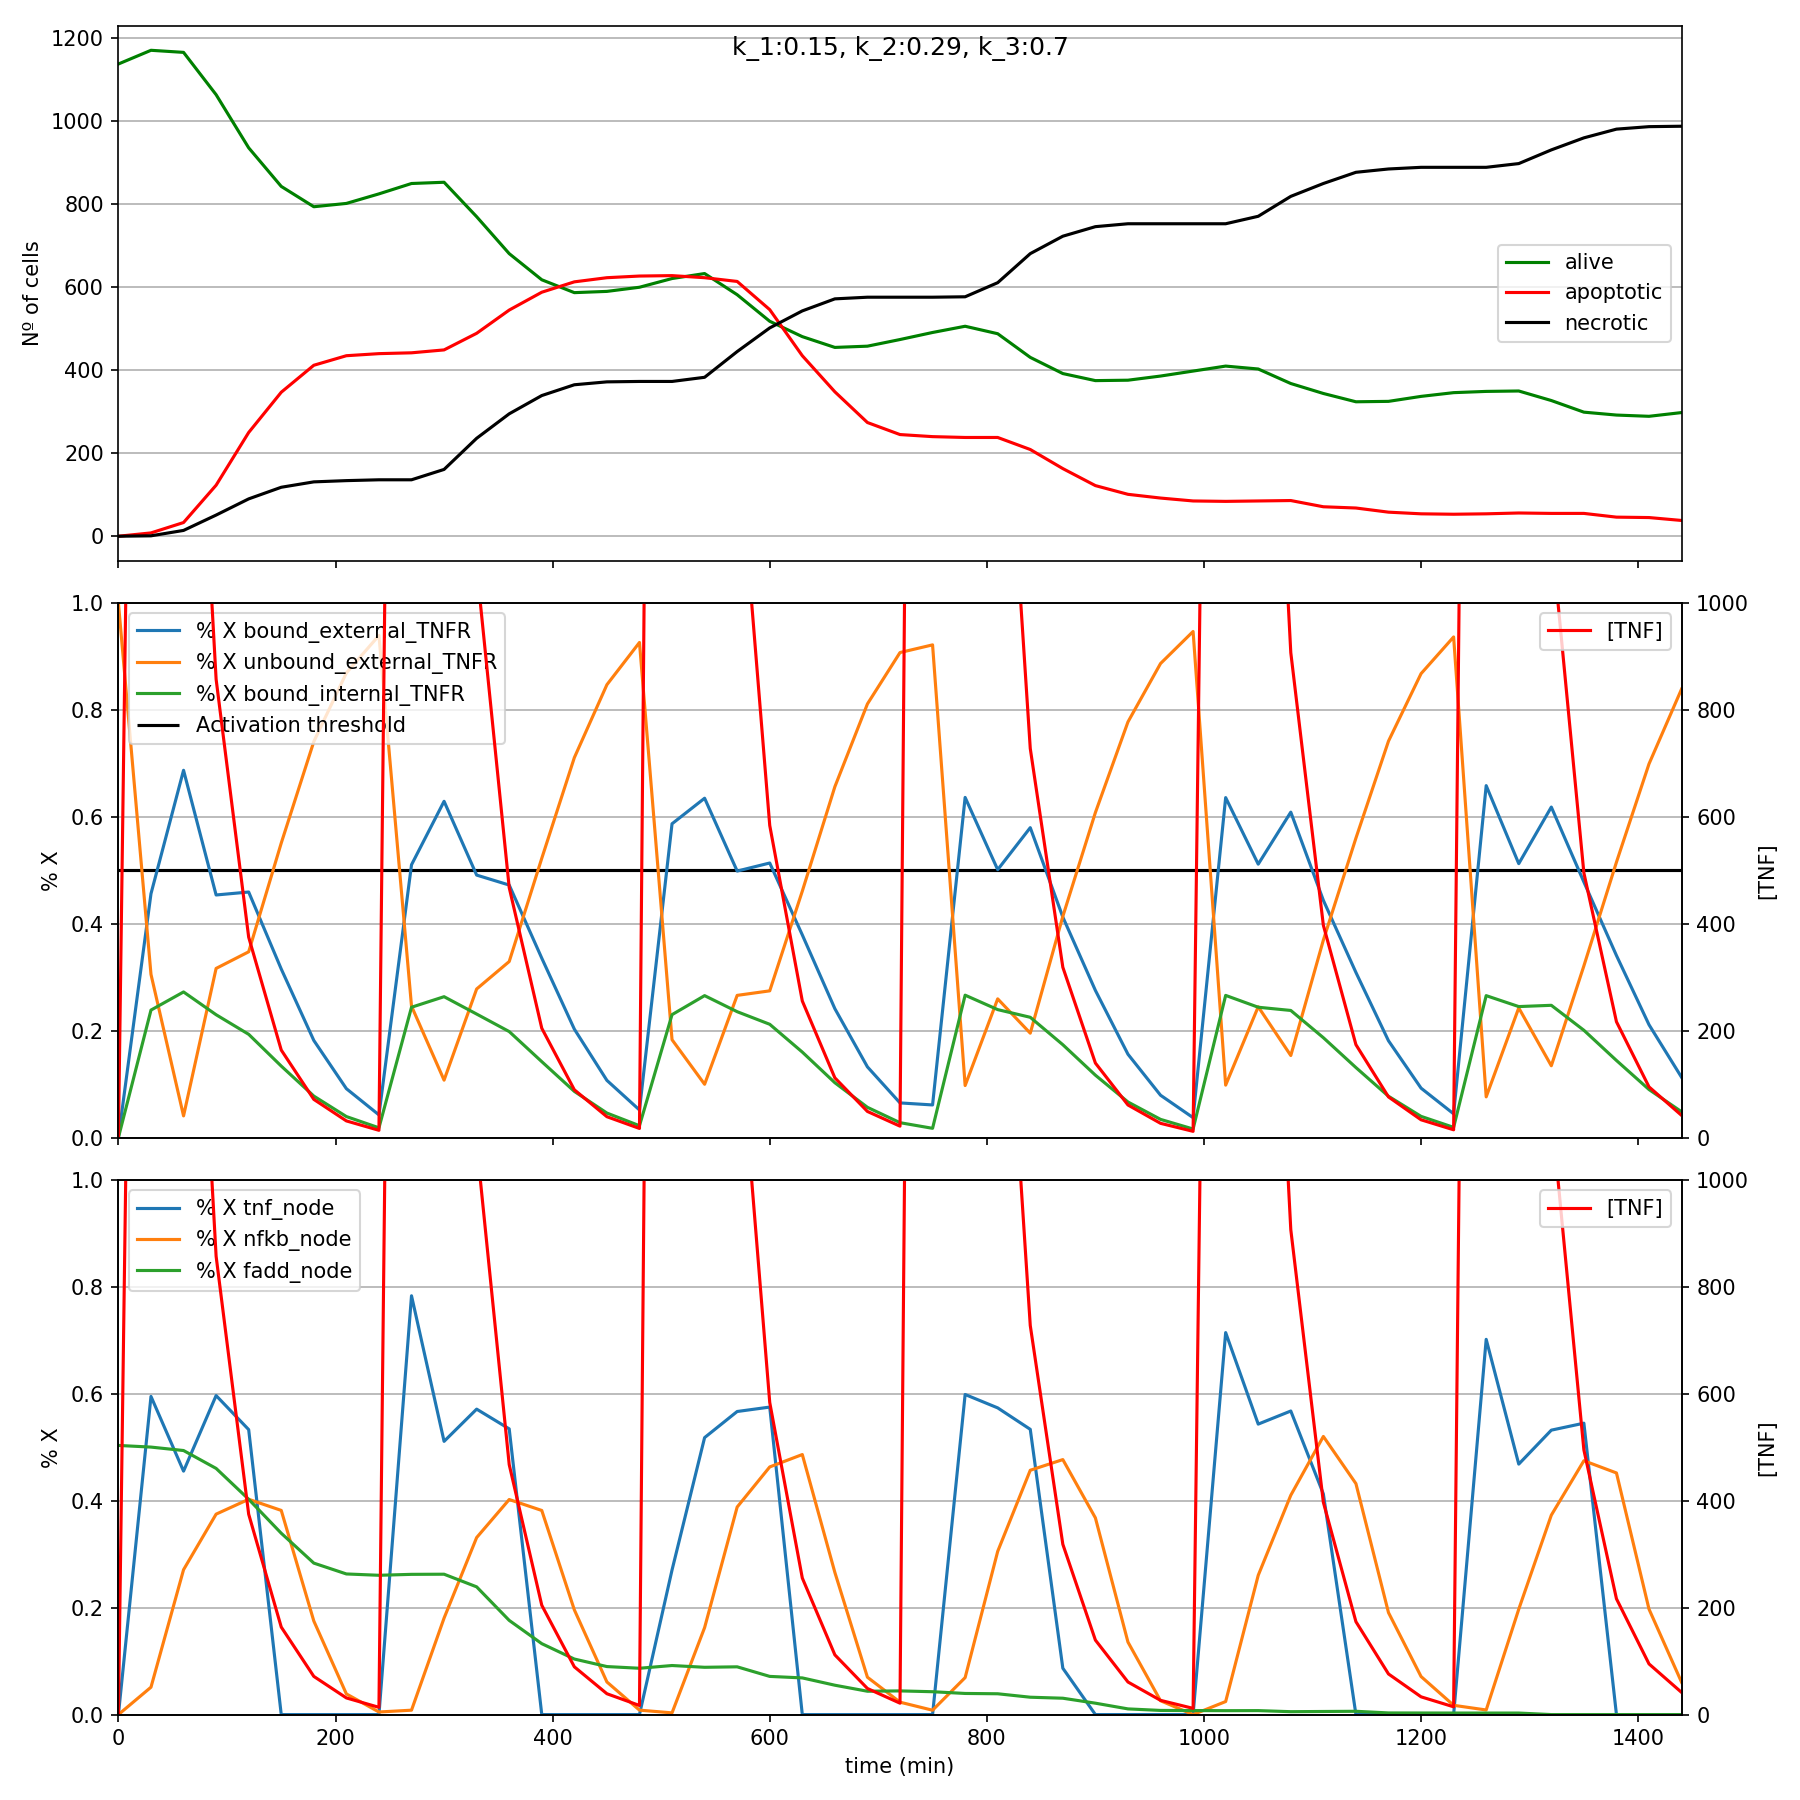 k_1:0.15, k_2:0.29, k_3:0.7
1200
1000
800
600
400
200
0
Nº of cells
alive
apoptotic
necrotic
1.0
0.8
0.6
0.4
0.2
0.0
% X
% X bound_external_TNFR
% X unbound_external_TNFR
% X bound_internal_TNFR
Activation threshold
[TNF]
1000
800
600
400
200
0
[TNF]
1.0
0.8
0.6
0.4
0.2
0.0
% X
% X tnf_node
% X nfkb_node
% X fadd_node
[TNF]
1000
800
600
400
200
0
[TNF]
0 200 400 600 800 1000 1200 1400
time (min)